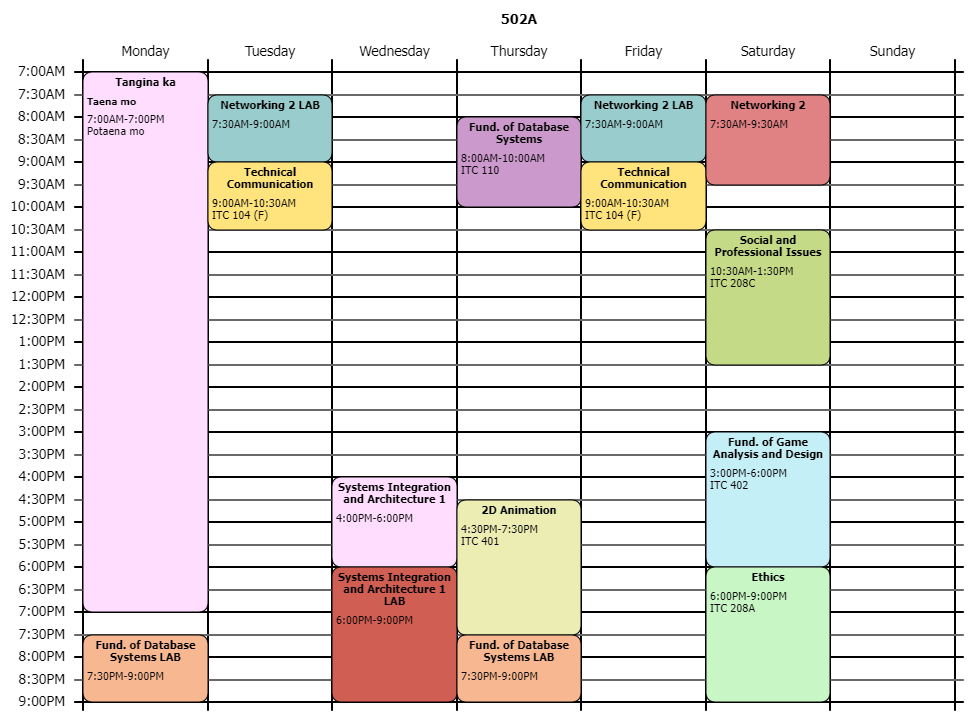 502A
Monday
Tuesday
Wednesday
Thursday
Friday
Saturday
Sunday
7:00AM
7:30AM
8:00AM
8:30AM
9:00AM
9:30AM
10:00AM
10:30AM
11:00AM
11:30AM
12:00PM
12:30PM
1:00PM
1:30PM
2:00PM
2:30PM
3:00PM
3:30PM
4:00PM
4:30PM
5:00PM
5:30PM
6:00PM
6:30PM
7:00PM
7:30PM
8:00PM
8:30PM
9:00PM
Tangina ka
Taena mo
7:00AM-7:00PM
Potaena mo
Fund. of Database
Systems LAB
7:30PM-9:00PM
Networking 2 LAB
7:30AM-9:00AM
Technical
Communication
9:00AM-10:30AM
ITC 104 (F)
Systems Integration
and Architecture 1
4:00PM-6:00PM
Systems Integration
and Architecture 1
LAB
6:00PM-9:00PM
Fund. of Database
Systems
8:00AM-10:00AM
ITC 110
2D Animation
4:30PM-7:30PM
ITC 401
Fund. of Database
Systems LAB
7:30PM-9:00PM
Networking 2 LAB
7:30AM-9:00AM
Technical
Communication
9:00AM-10:30AM
ITC 104 (F)
Networking 2
7:30AM-9:30AM
Social and
Professional Issues
10:30AM-1:30PM
ITC 208C
Fund. of Game
Analysis and Design
3:00PM-6:00PM
ITC 402
Ethics
6:00PM-9:00PM
ITC 208A